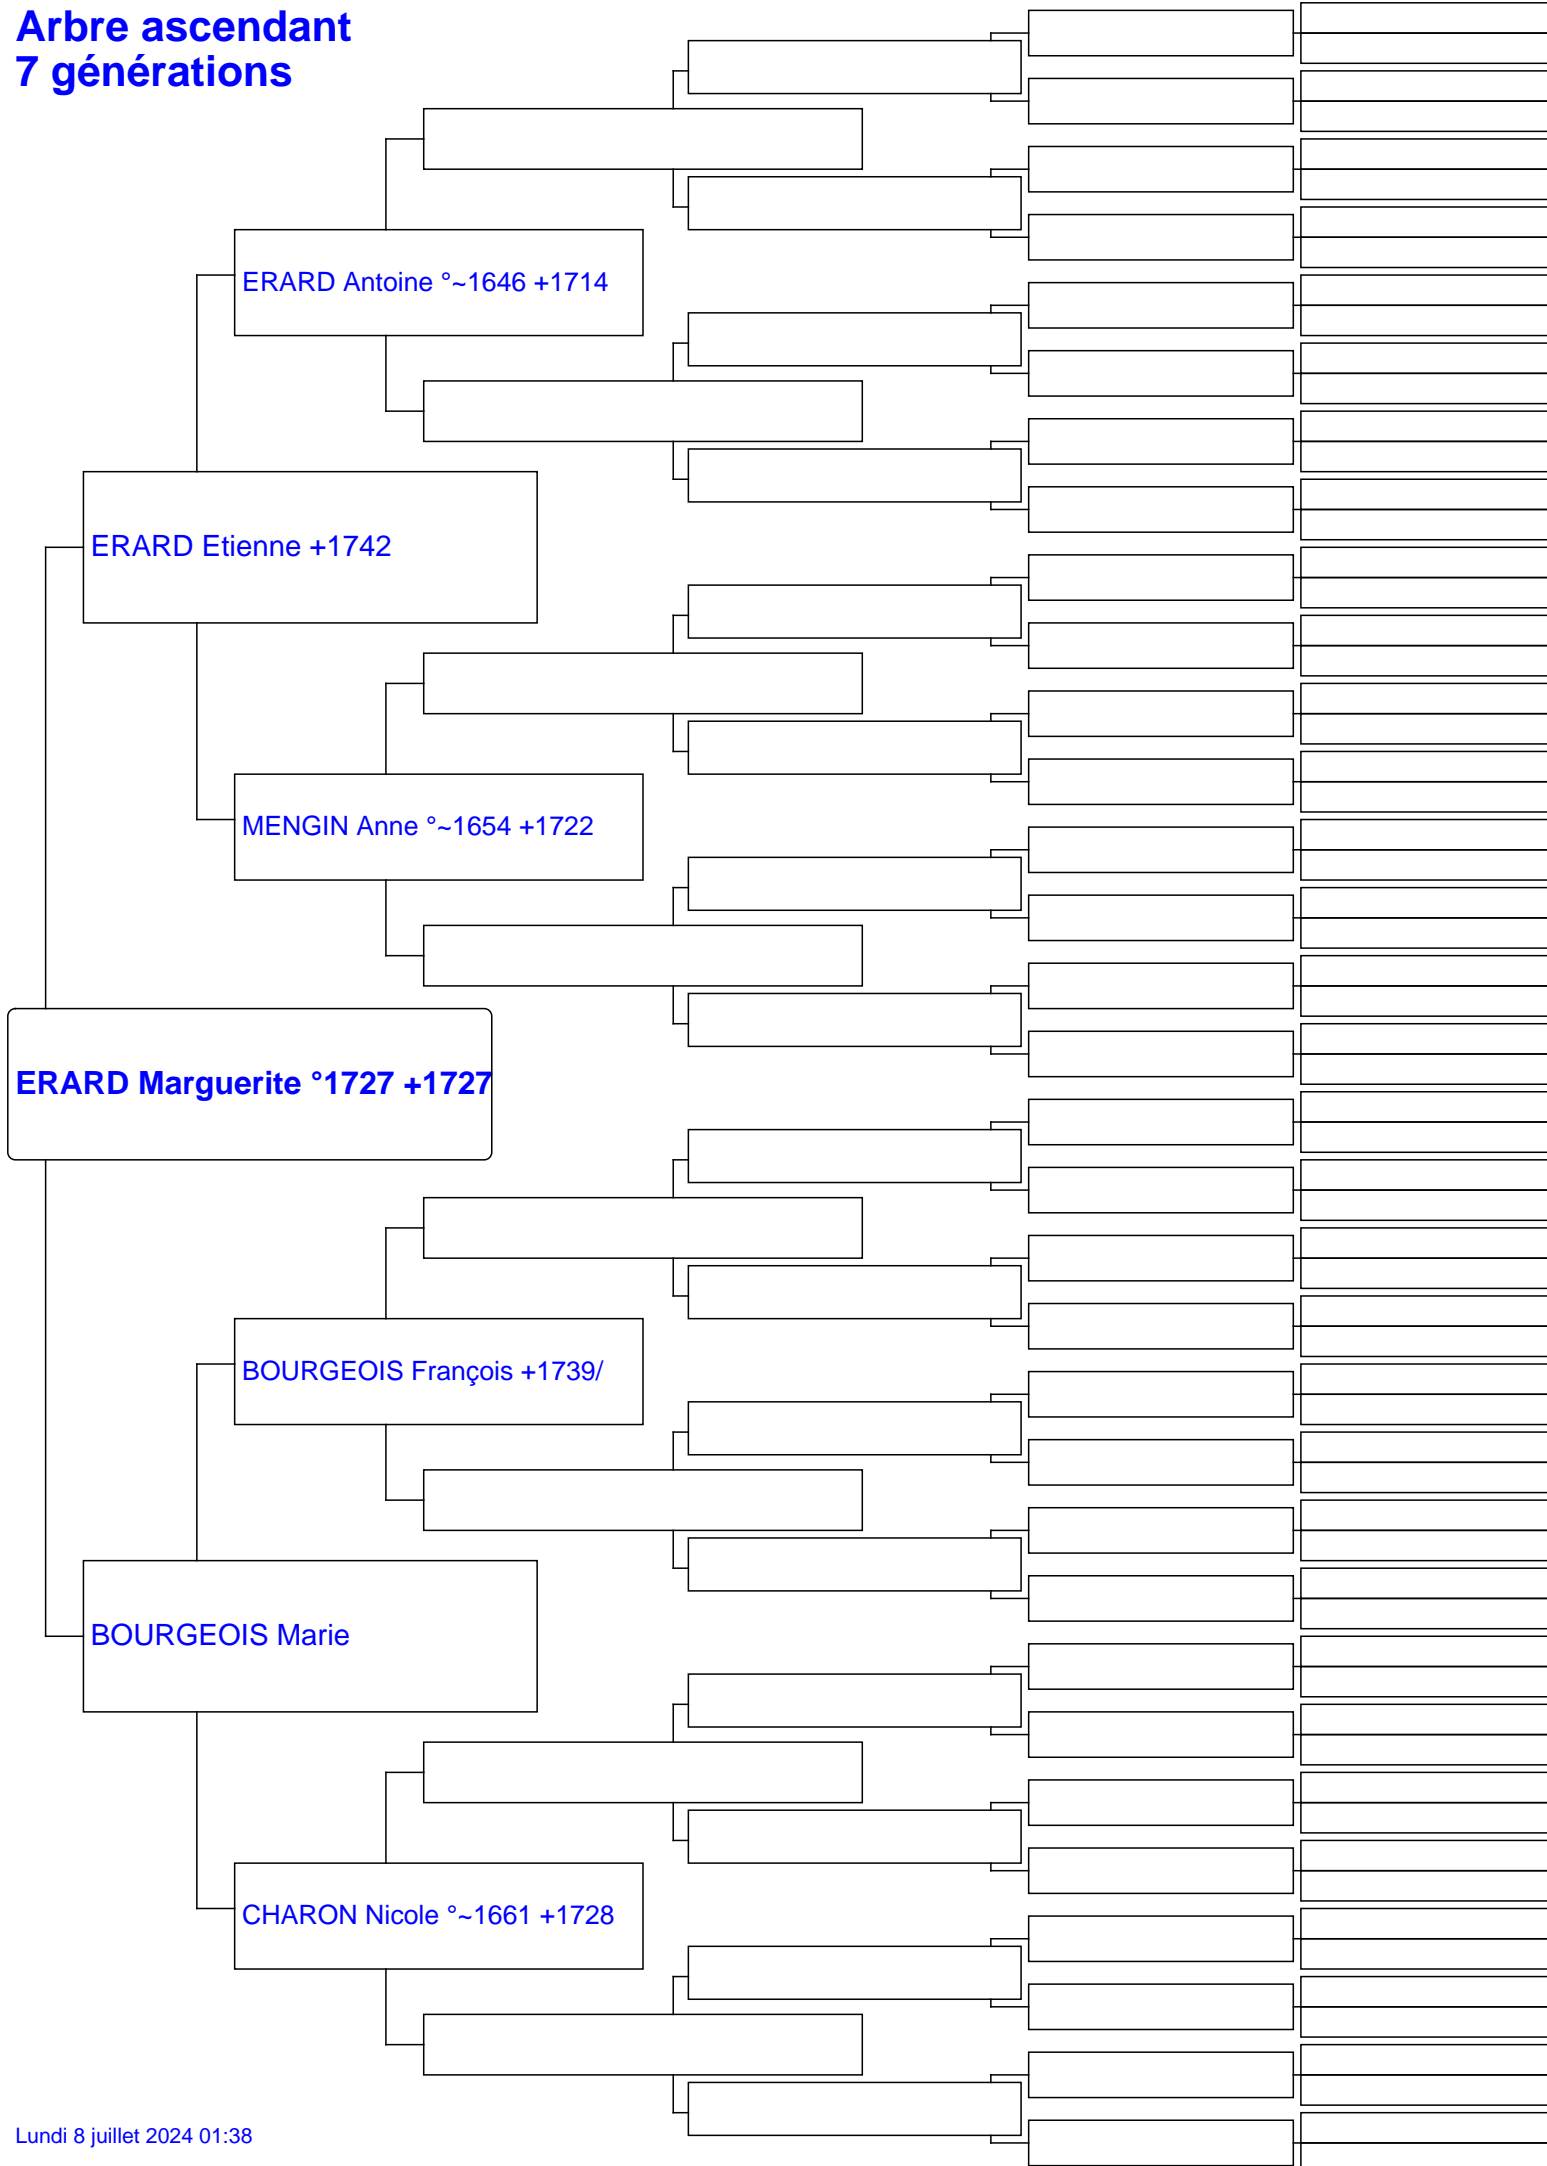 Arbre ascendant
7 générations
ERARD Antoine °~1646 +1714
ERARD Etienne +1742
MENGIN Anne °~1654 +1722
ERARD Marguerite °1727 +1727
BOURGEOIS François +1739/
BOURGEOIS Marie
CHARON Nicole °~1661 +1728
Lundi 8 juillet 2024 01:38